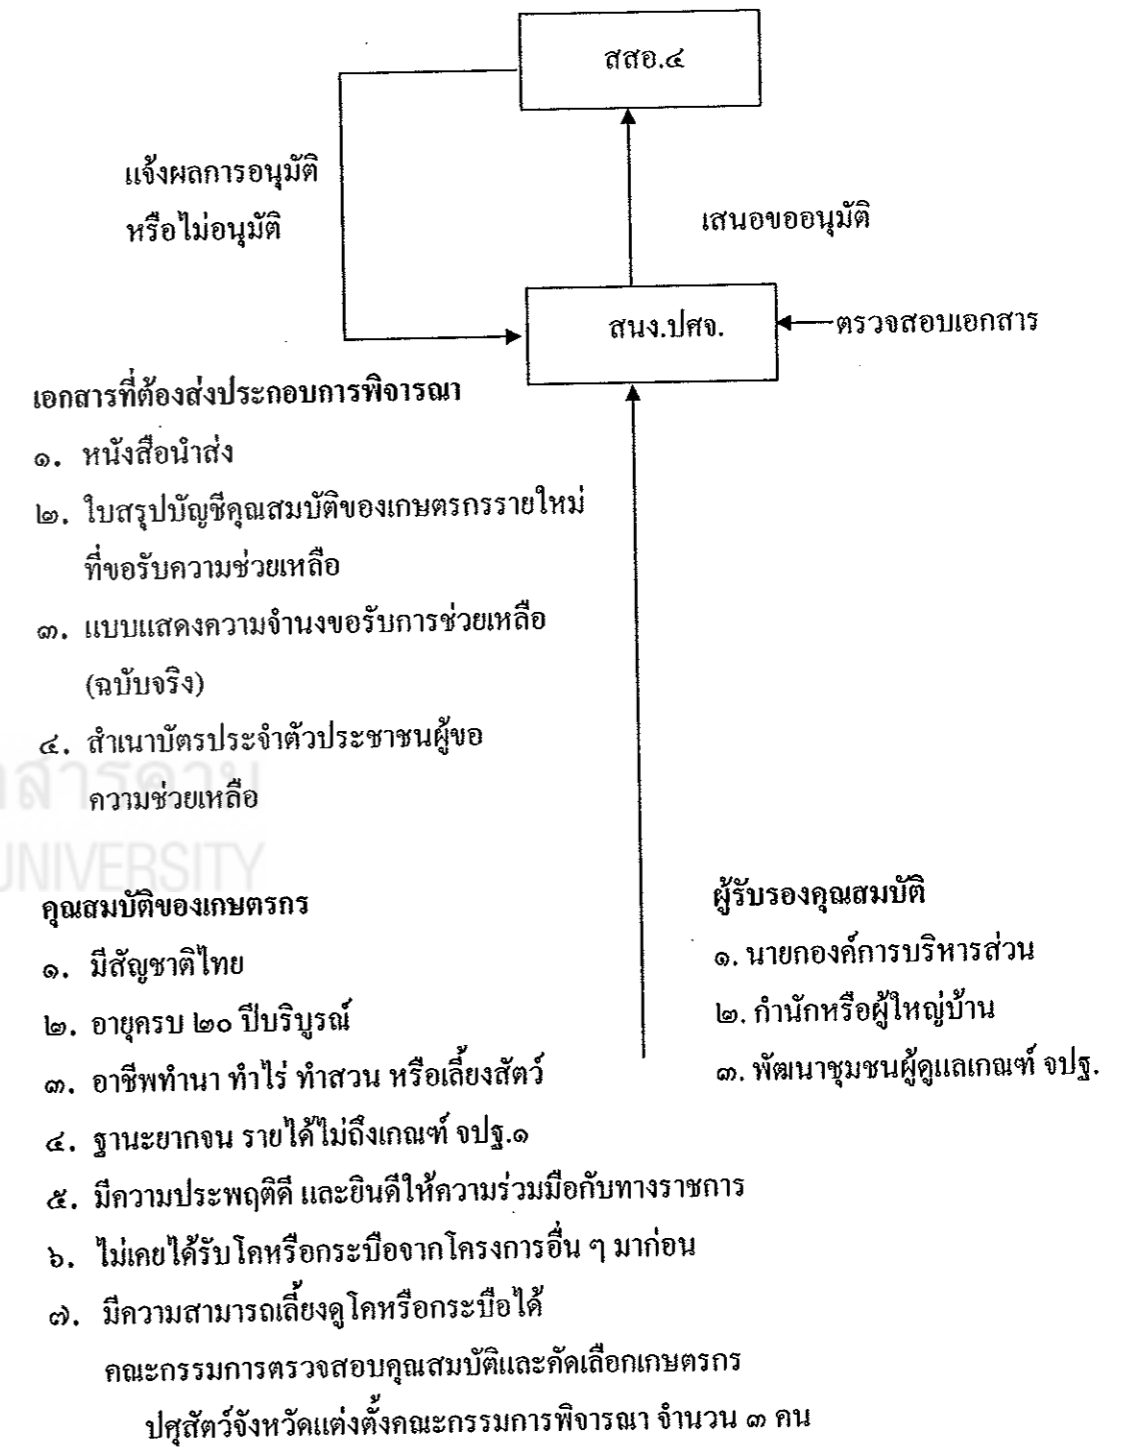 สสอ.๔
แจ้งผลการอนุมัติ
หรือไม่อนุมัติ
เสนอขออนุมัติ
สนง.ปศจ.
ตรวจสอบเอกสาร
เอกสารที่ต้องส่งประกอบการพิจารณา
๑. หนังสือนำส่ง
๒. ใบสรุปบัญชีคุณสมบัติของเกษตรกรรายใหม่
ที่ขอรับความช่วยเหลือ
๓. แบบแสดงความจำนงขอรับการช่วยเหลือ
(ฉบับจริง)
๔. สำเนาบัตรประจำตัวประชาชนผู้ขอ
ความช่วยเหลือ
สารคาม
UNIVERSITY
คุณสมบัติของเกษตรกร
๑. มีสัญชาติไทย
๒. อายุครบ ๒๐ ปีบริบูรณ์
๓. อาชีพทำนา ทำไร่ ทำสวน หรือเลี้ยงสัตว์
๔. ฐานะยากจน รายได้ไม่ถึงเกณฑ์ จปฐ.๑
๕. มีความประพฤติดี และยินดีให้ความร่วมมือกับทางราชการ
๖. ไม่เคยได้รับโคหรือกระบือจากโครงการอื่น ๆ มาก่อน
๗. มีความสามารถเลี้ยงดูโคหรือกระบือได้
คณะกรรมการตรวจสอบคุณสมบัติและคัดเลือกเกษตรกร
ปศุสัตว์จังหวัดแต่งตั้งคณะกรรมการพิจารณา จำนวน ๓ คน
ผู้รับรองคุณสมบัติ
๑. นายกองค์การบริหารส่วน
๒. กำนักหรือผู้ใหญ่บ้าน
๓. พัฒนาชุมชนผู้ดูแลเกณฑ์ จปฐ.